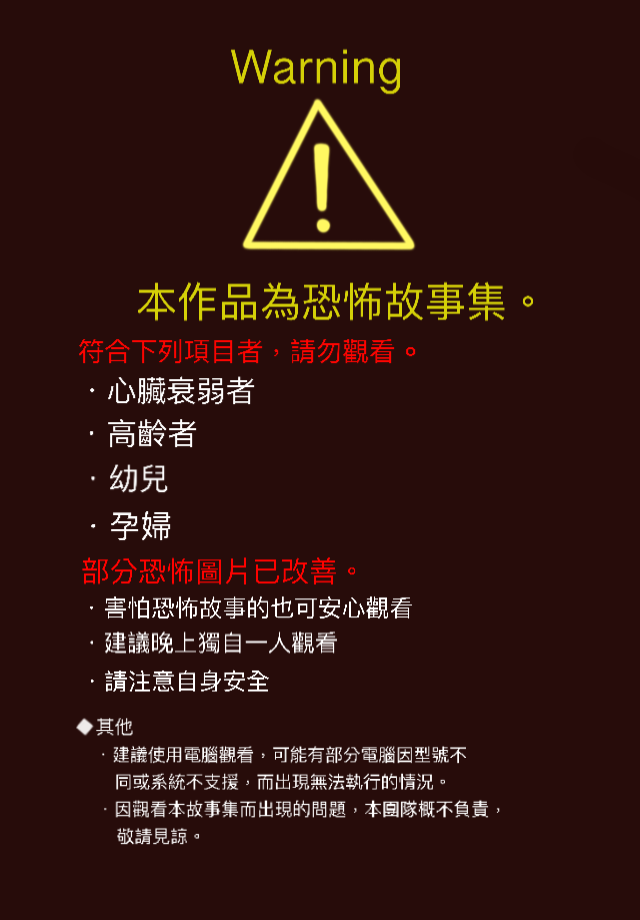 Warning
本作品為恐怖故事集。
符合下列項目者，請勿觀看。
．心臟衰弱者
．高齡者
．幼兒
．孕婦
部分恐怖圖片已改善。
．害怕恐怖故事的也可安心觀看
．建議晚上獨自一人觀看
．請注意自身安全
◆其他
．建議使用電腦觀看，可能有部分電腦因型號不
同或系統不支援，而出現無法執行的情況。
．因觀看本故事集而出現的問題，本團隊概不負責，
敬請見諒。